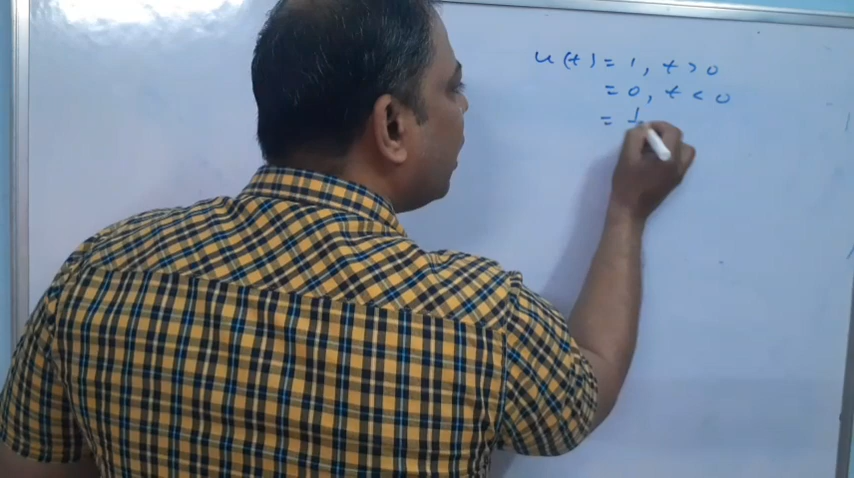 u(t) = 1, t > 0
= 0, t < 0
= 1